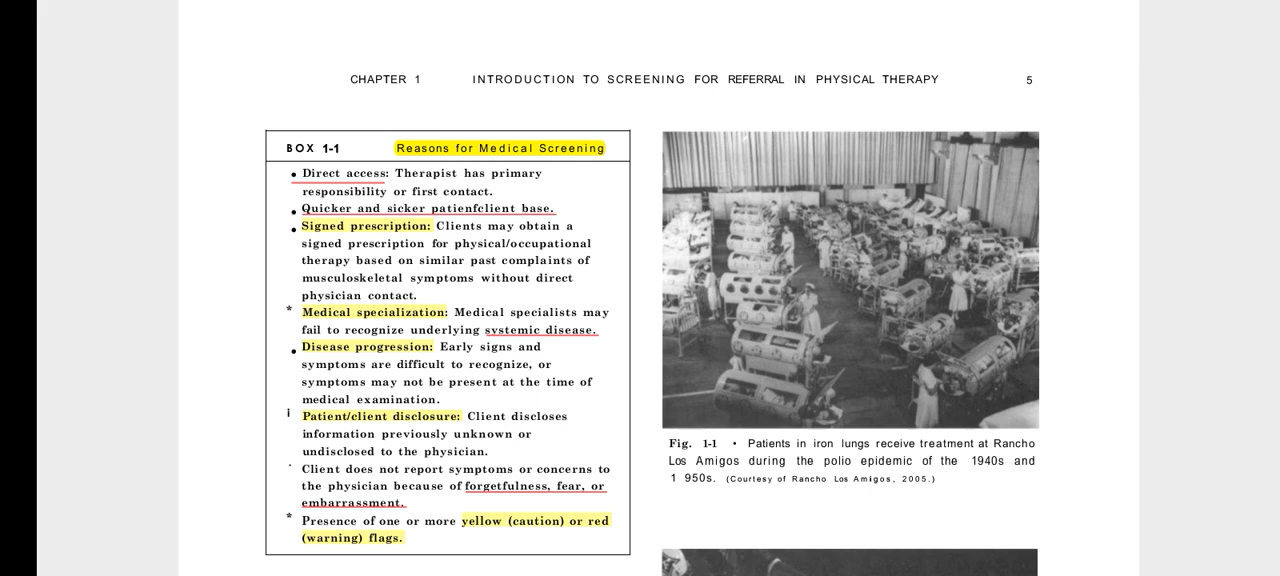 CHAPTER 1 INTRODUCTION TO SCREENING FOR REFERRAL IN PHYSICAL THERAPY 5
BOX 1-1 Reasons for Medical Screening
• Direct access: Therapist has primary
responsibility or first contact.
• Quicker and sicker patienfclient base.
• Signed prescription: Clients may obtain a
signed prescription for physical/occupational
therapy based on similar past complaints of
musculoskeletal symptoms without direct
physician contact.
* Medical specialization: Medical specialists may
fail to recognize underlying systemic disease.
• Disease progression: Early signs and
symptoms are difficult to recognize, or
symptoms may not be present at the time of
medical examination.
i Patient/client disclosure: Client discloses
information previously unknown or
undisclosed to the physician.
· Client does not report symptoms or concerns to
the physician because of forgetfulness, fear, or
embarrassment.
* Presence of one or more yellow (caution) or red
(warning) flags.
Fig. 1-1 • Patients in iron lungs receive treatment at Rancho
Los Amigos during the polio epidemic of the 1940s and
1 950s. (Courtesy of Rancho Los Amigos, 2005.)